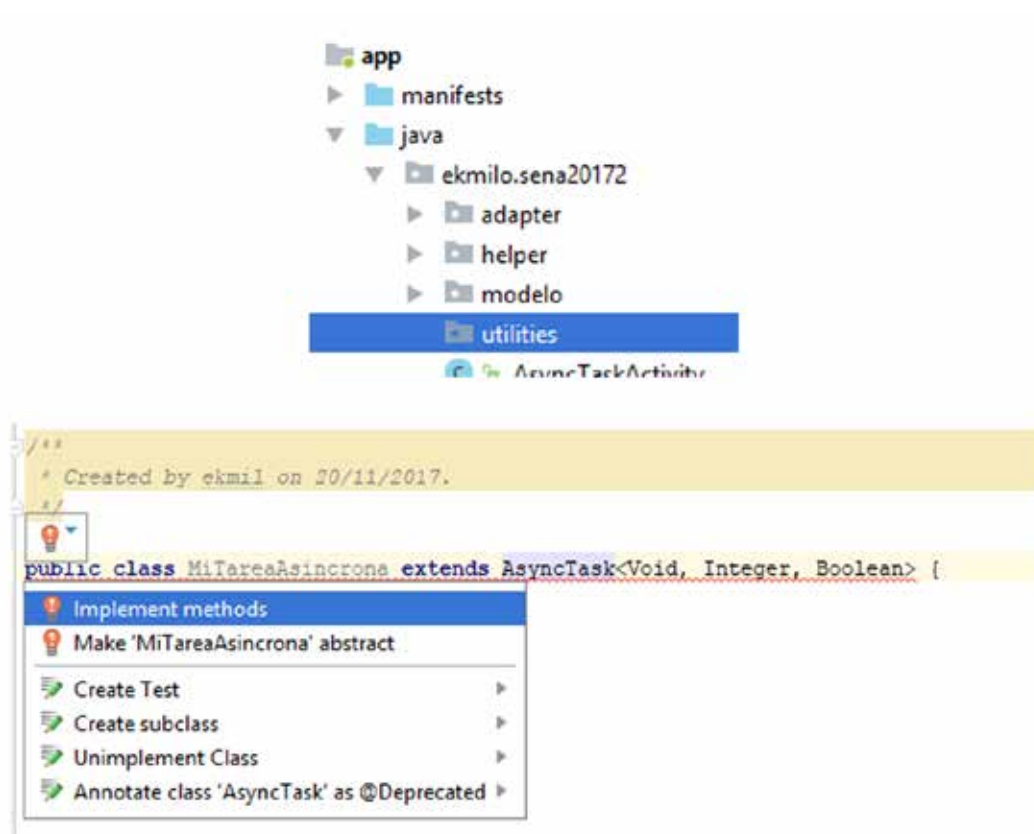 app
manifests
java
ekmilo.sena20172
adapter
helper
modelo
utilities
AsyncTaskActivity
/**
* Created by ekmil on 20/11/2017.
*/
public class MiTareaAsincrona extends AsyncTask<Void, Integer, Boolean> {
Implement methods
Make 'MiTareaAsincrona' abstract
Create Test
Create subclass
Unimplement Class
Annotate class 'AsyncTask' as @Deprecated